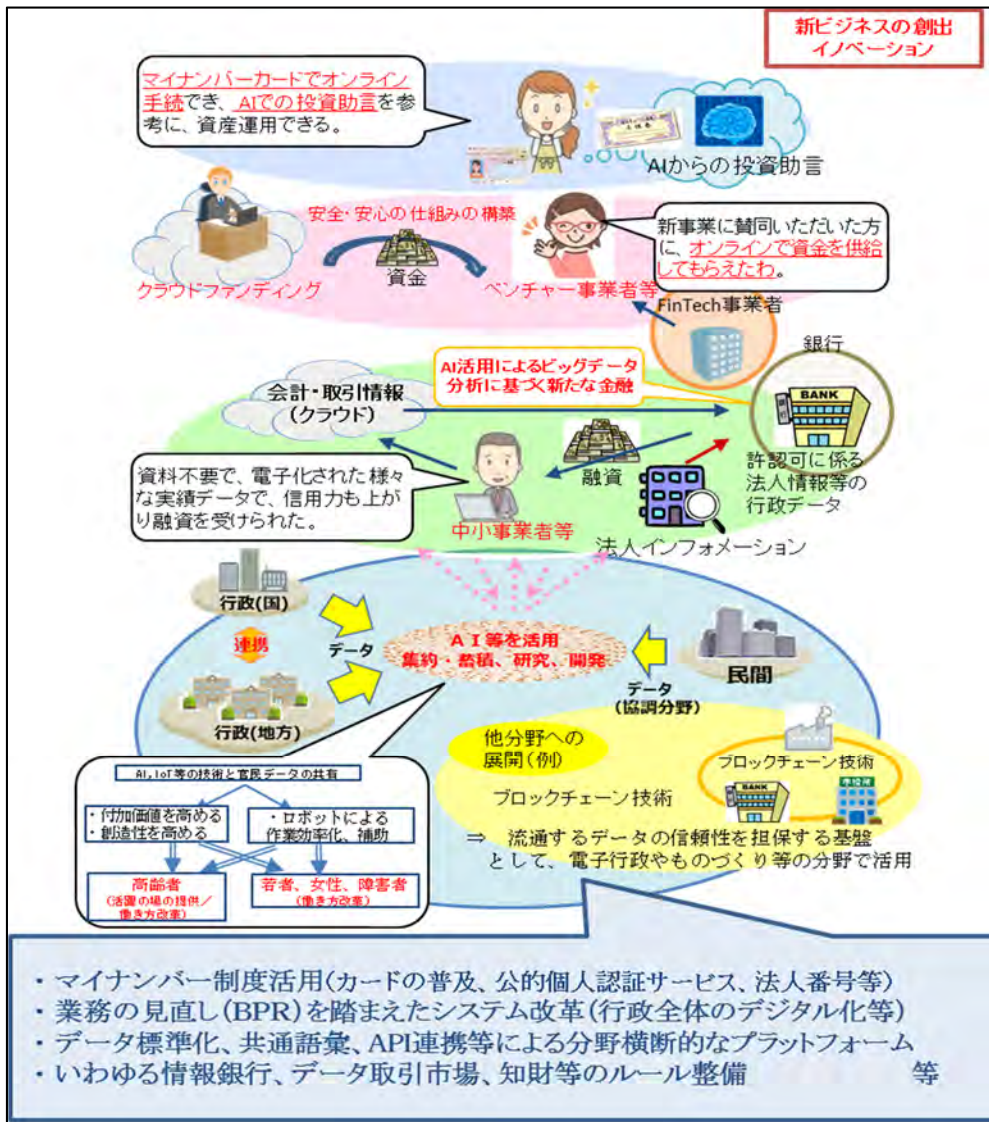 新ビジネスの創出
イノベーション
マイナンバーカードでオンライン
手続でき、AIでの投資助言を参
考に、資産運用できる。
AIからの投資助言
安全・安心の仕組みの構築
資金
クラウドファンディング
ベンチャー事業者等
新事業に賛同いただいた方
に、オンラインで資金を供給
してもらえたわ。
FinTech事業者
銀行
BANK
AI活用によるビッグデータ
分析に基づく新たな金融
会計・取引情報
(クラウド)
融資
許認可に係る
法人情報等の
行政データ
資料不要で、電子化された様々
な実績データで、信用力も上が
り融資を受けられた。
中小事業者等
法人インフォメーション
行政(国)
連携
行政(地方)
データ
AI等を活用
集約・蓄積、研究、開発
データ
(協調分野)
民間
他分野への
展開(例)
ブロックチェーン技術
ブロックチェーン技術
BANK
市役所
⇒ 流通するデータの信頼性を担保する基盤
として、電子行政やものづくり等の分野で活用
AI,IoT等の技術と官民データの共有
・付加価値を高める
・創造性を高める
・ロボットによる
作業効率化、補助
高齢者
(活躍の場の提供/
働き方改革)
若者、女性、障害者
(働き方改革)
・マイナンバー制度活用(カードの普及、公的個人認証サービス、法人番号等)
・業務の見直し(BPR)を踏まえたシステム改革(行政全体のデジタル化等)
・データ標準化、共通語彙、API連携等による分野横断的なプラットフォーム
・いわゆる情報銀行、データ取引市場、知財等のルール整備 等